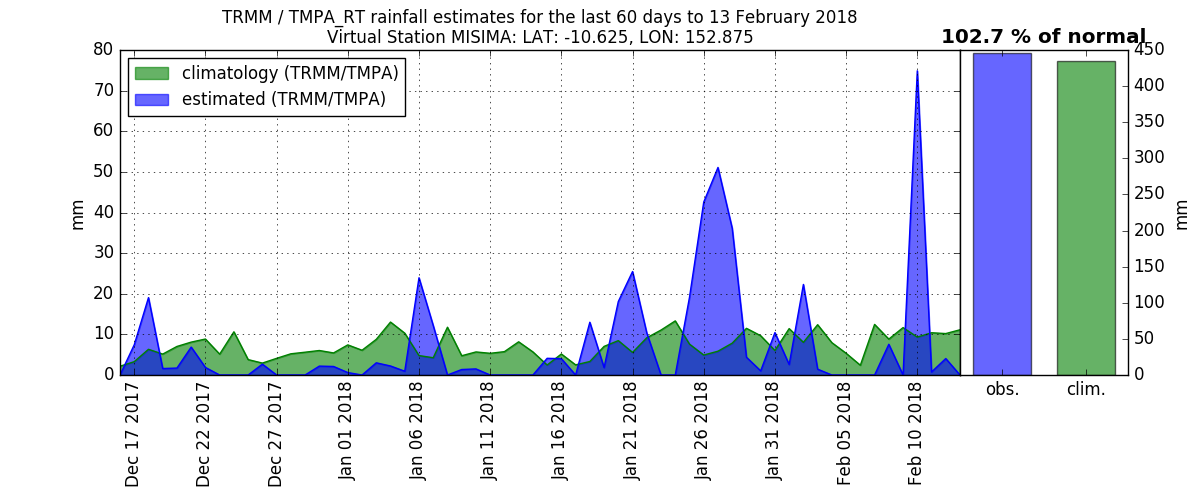 TRMM / TMPA_RT rainfall estimates for the last 60 days to 13 February 2018
Virtual Station MISIMA: LAT: -10.625, LON: 152.875
102.7 % of normal
climatology (TRMM/TMPA)
estimated (TRMM/TMPA)
mm
80
70
60
50
40
30
20
10
0
450
400
350
300
250
200
150
100
50
0
mm
Dec 17 2017
Dec 22 2017
Dec 27 2017
Jan 01 2018
Jan 06 2018
Jan 11 2018
Jan 16 2018
Jan 21 2018
Jan 26 2018
Jan 31 2018
Feb 05 2018
Feb 10 2018
obs.
clim.